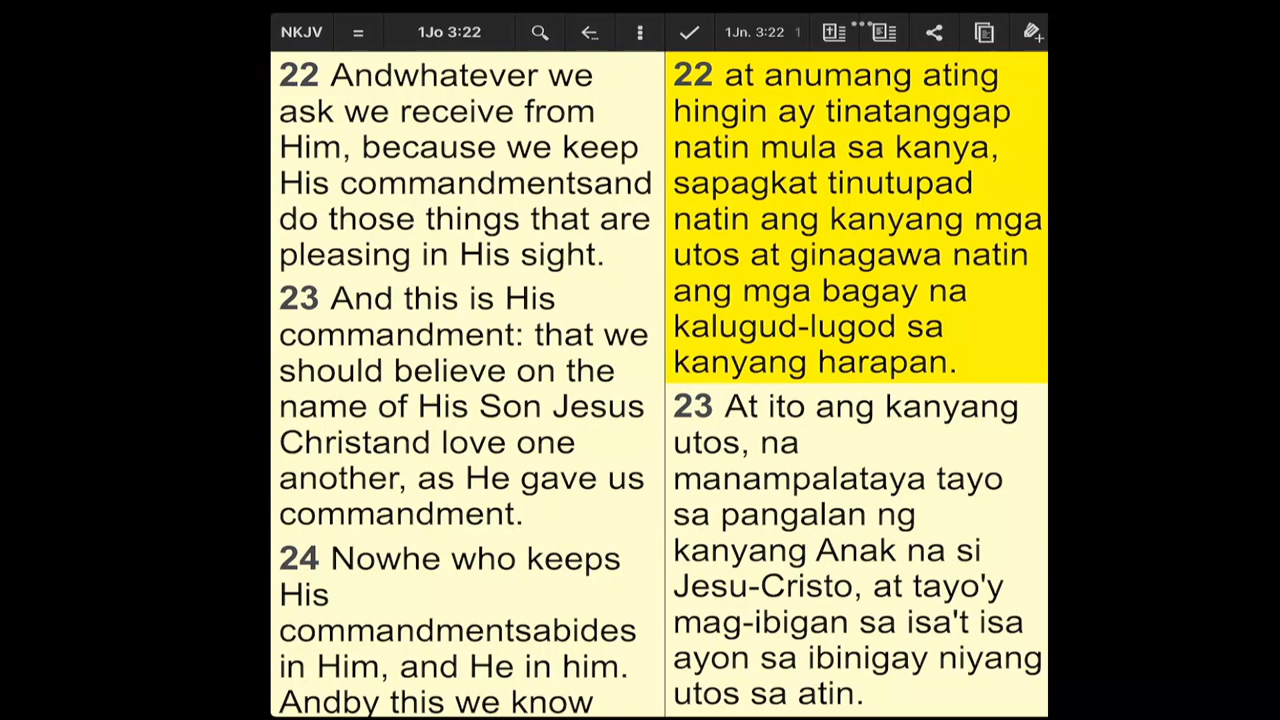 NKJV = 1Jo 3:22
22 Andwhatever we
ask we receive from
Him, because we keep
His commandmentsand
do those things that are
pleasing in His sight.
23 And this is His
commandment: that we
should believe on the
name of His Son Jesus
Christand love one
another, as He gave us
commandment.
24 Nowhe who keeps
His
commandmentsabides
in Him, and He in him.
Andby this we know
1Jn. 3:22 1
22 at anumang ating
hingin ay tinatanggap
natin mula sa kanya,
sapagkat tinutupad
natin ang kanyang mga
utos at ginagawa natin
ang mga bagay na
kalugud-lugod sa
kanyang harapan.
23 At ito ang kanyang
utos, na
manampalataya tayo
sa pangalan ng
kanyang Anak na si
Jesu-Cristo, at tayo'y
mag-ibigan sa isa't isa
ayon sa ibinigay niyang
utos sa atin.